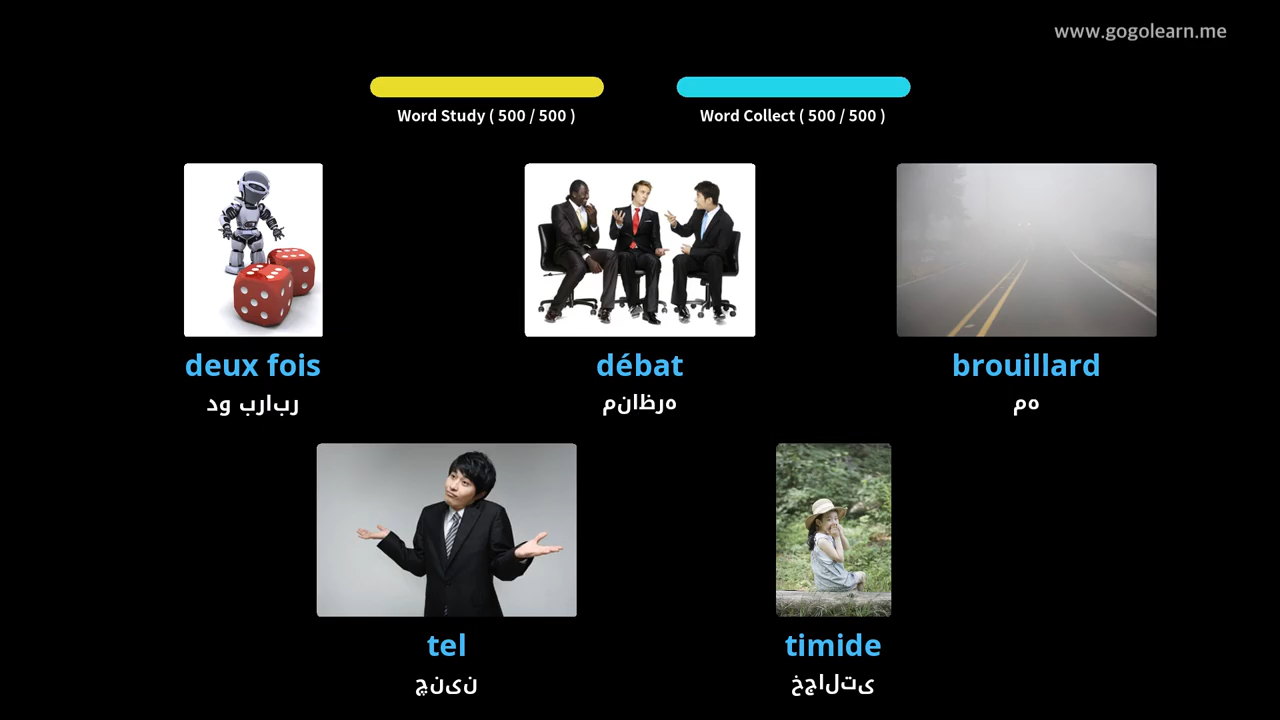 www.gogolearn.me
Word Study ( 500 / 500 )
Word Collect ( 500 / 500 )
deux fois
débat
brouillard
دو برابر
مناظره
مه
tel
timide
چنین
خجالتی